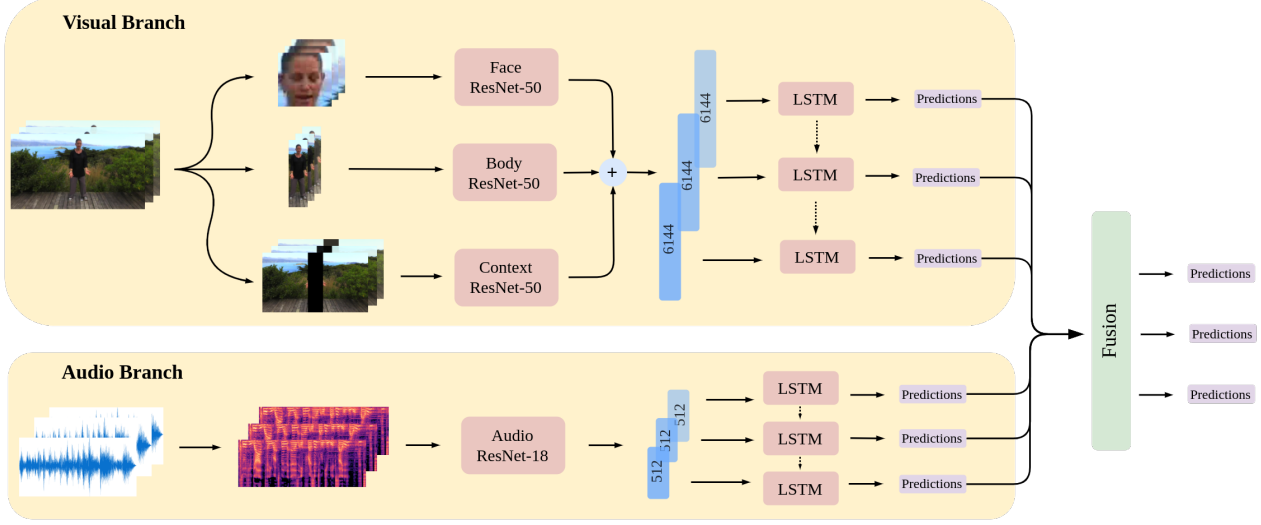 Visual Branch
Face
ResNet-50
Body
ResNet-50
Context
ResNet-50
+
6144
6144
6144
LSTM
Predictions
LSTM
Predictions
LSTM
Predictions
Audio Branch
Audio
ResNet-18
512
512
512
LSTM
Predictions
LSTM
Predictions
LSTM
Predictions
Fusion
Predictions
Predictions
Predictions